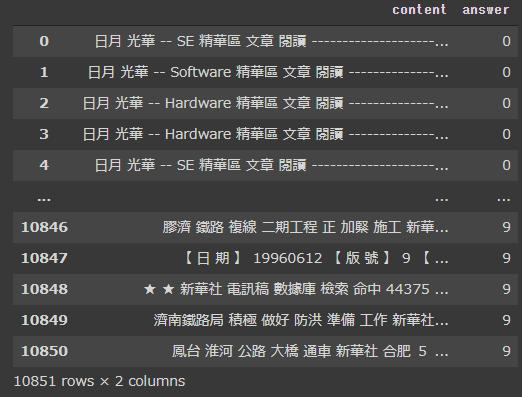 content answer
0 日月 光華 -- SE 精華區 文章 閱讀 --------------------... 0
1 日月 光華 -- Software 精華區 文章 閱讀 --------------... 0
2 日月 光華 -- Hardware 精華區 文章 閱讀 --------------... 0
3 日月 光華 -- Hardware 精華區 文章 閱讀 --------------... 0
4 日月 光華 -- SE 精華區 文章 閱讀 --------------------... 0
... ... ...
10846 膠濟 鐵路 複線 二期工程 正 加緊 施工 新華... 9
10847 【 日 期 】 19960612 【 版 號 】 9 【 ... 9
10848 ★ ★ 新華社 電訊稿 數據庫 檢索 命中 44375 ... 9
10849 濟南鐵路局 積極 做好 防洪 準備 工作 新華社... 9
10850 鳳台 淮河 公路 大橋 通車 新華社 合肥 ５ ... 9
10851 rows × 2 columns